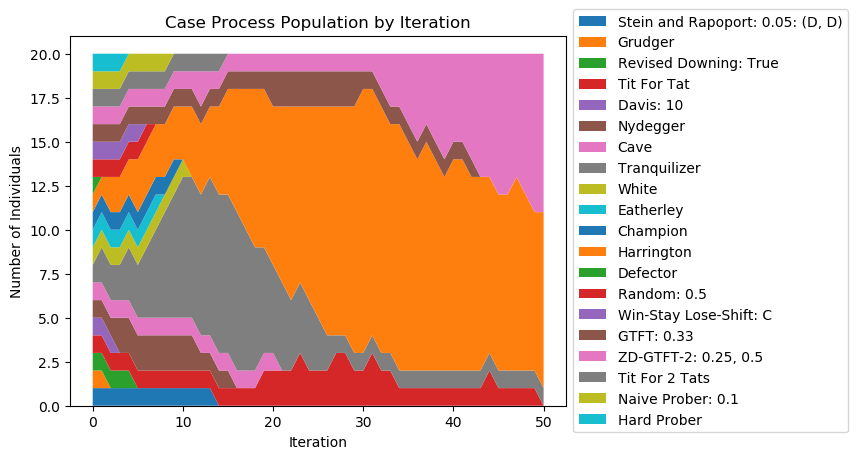 Case Process Population by Iteration
Number of Individuals
20.0
17.5
15.0
12.5
10.0
7.5
5.0
2.5
0.0
0
10
20
30
40
50
Iteration
Stein and Rapoport: 0.05: (D, D)
Grudger
Revised Downing: True
Tit For Tat
Davis: 10
Nydegger
Cave
Tranquilizer
White
Eatherley
Champion
Harrington
Defector
Random: 0.5
Win-Stay Lose-Shift: C
GTFT: 0.33
ZD-GTFT-2: 0.25, 0.5
Tit For 2 Tats
Naive Prober: 0.1
Hard Prober